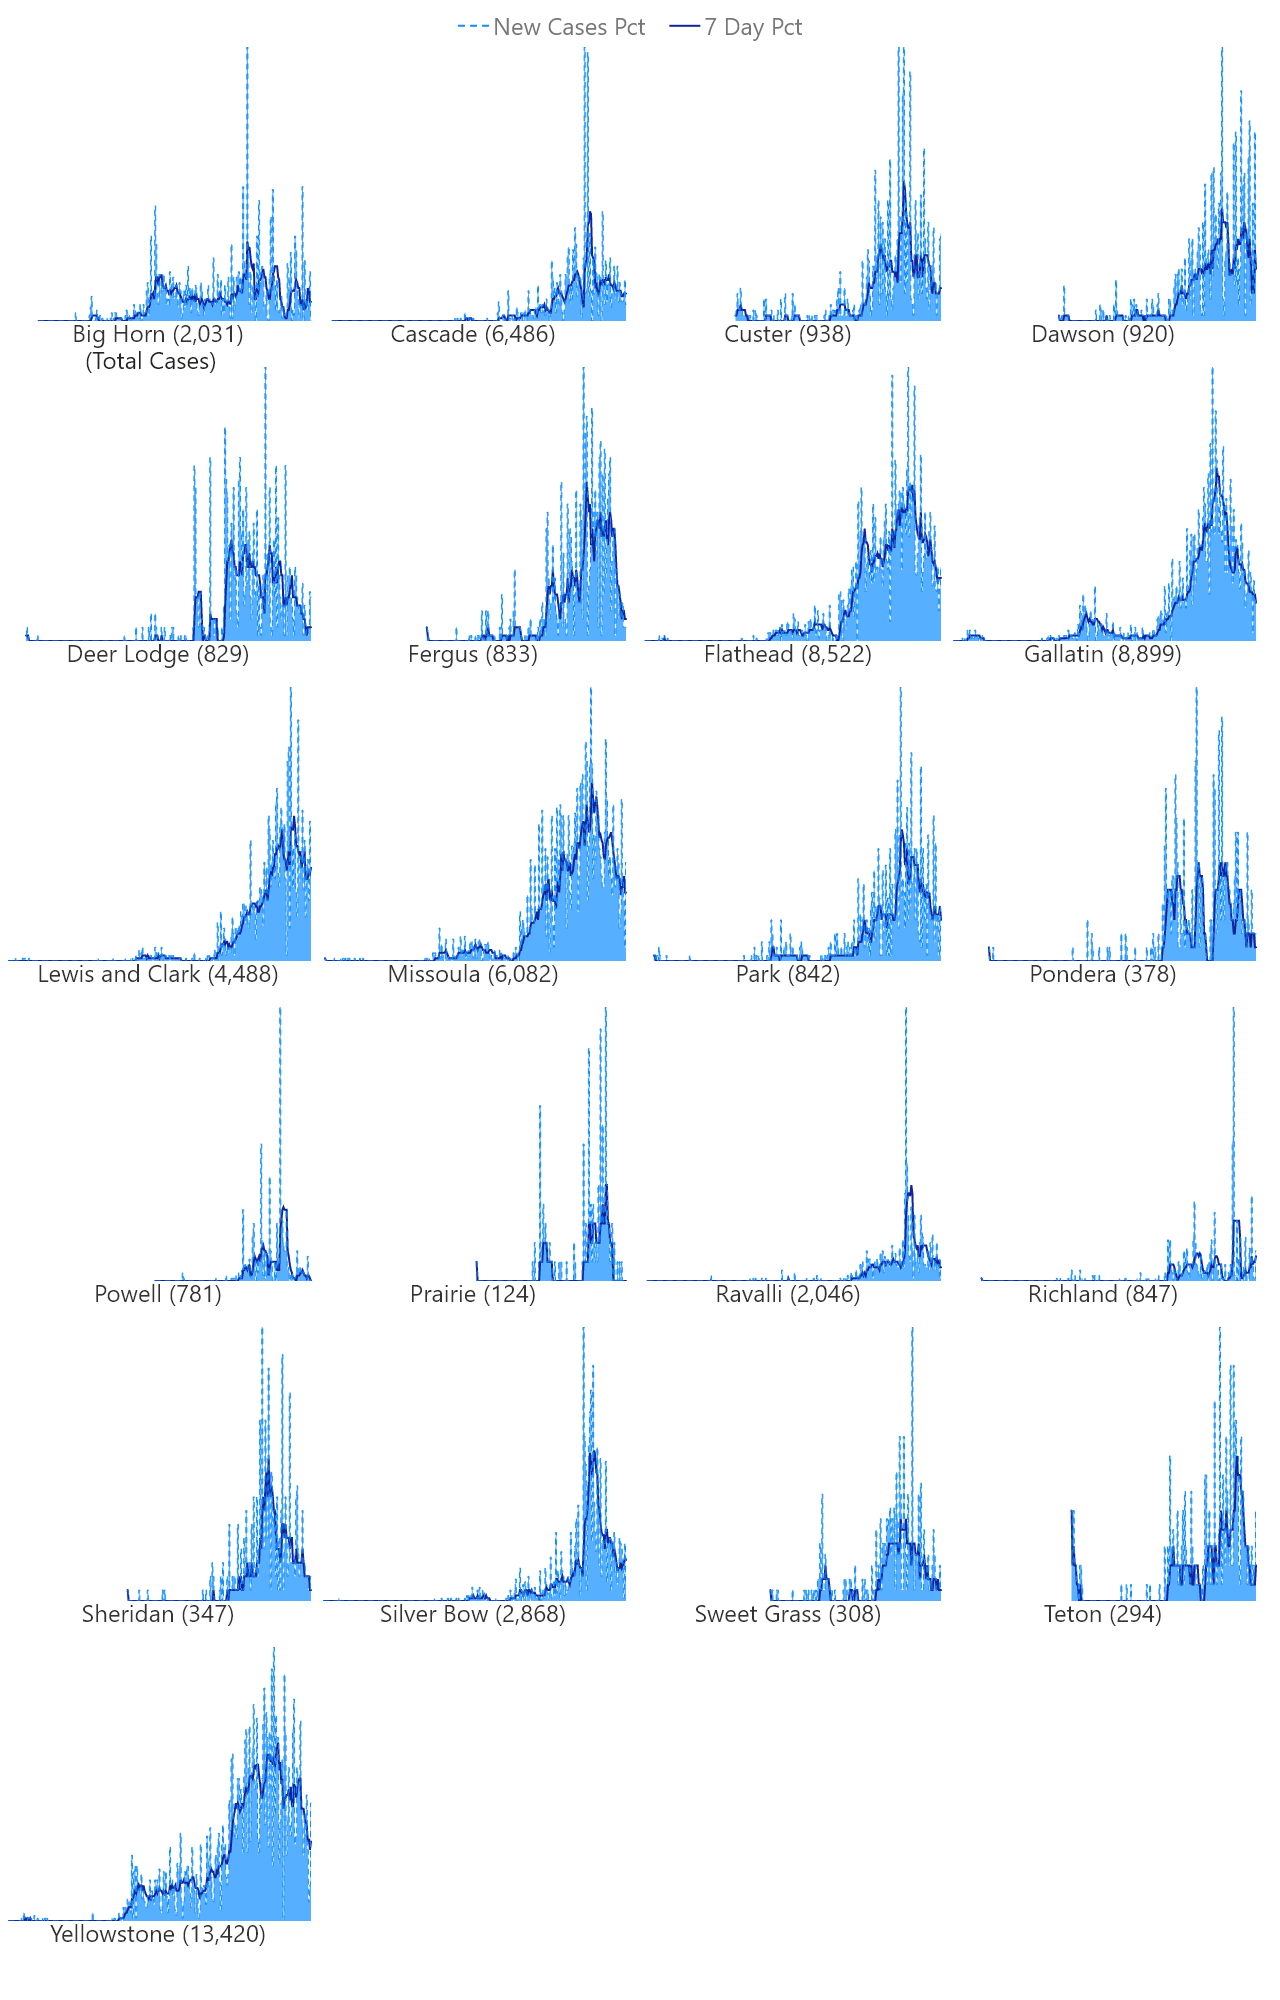 New Cases Pct 7 Day Pct
Big Horn (2,031) Cascade (6,486) Custer (938) Dawson (920)
(Total Cases)
Deer Lodge (829) Fergus (833) Flathead (8,522) Gallatin (8,899)
Lewis and Clark (4,488) Missoula (6,082) Park (842) Pondera (378)
Powell (781) Prairie (124) Ravalli (2,046) Richland (847)
Sheridan (347) Silver Bow (2,868) Sweet Grass (308) Teton (294)
Yellowstone (13,420)